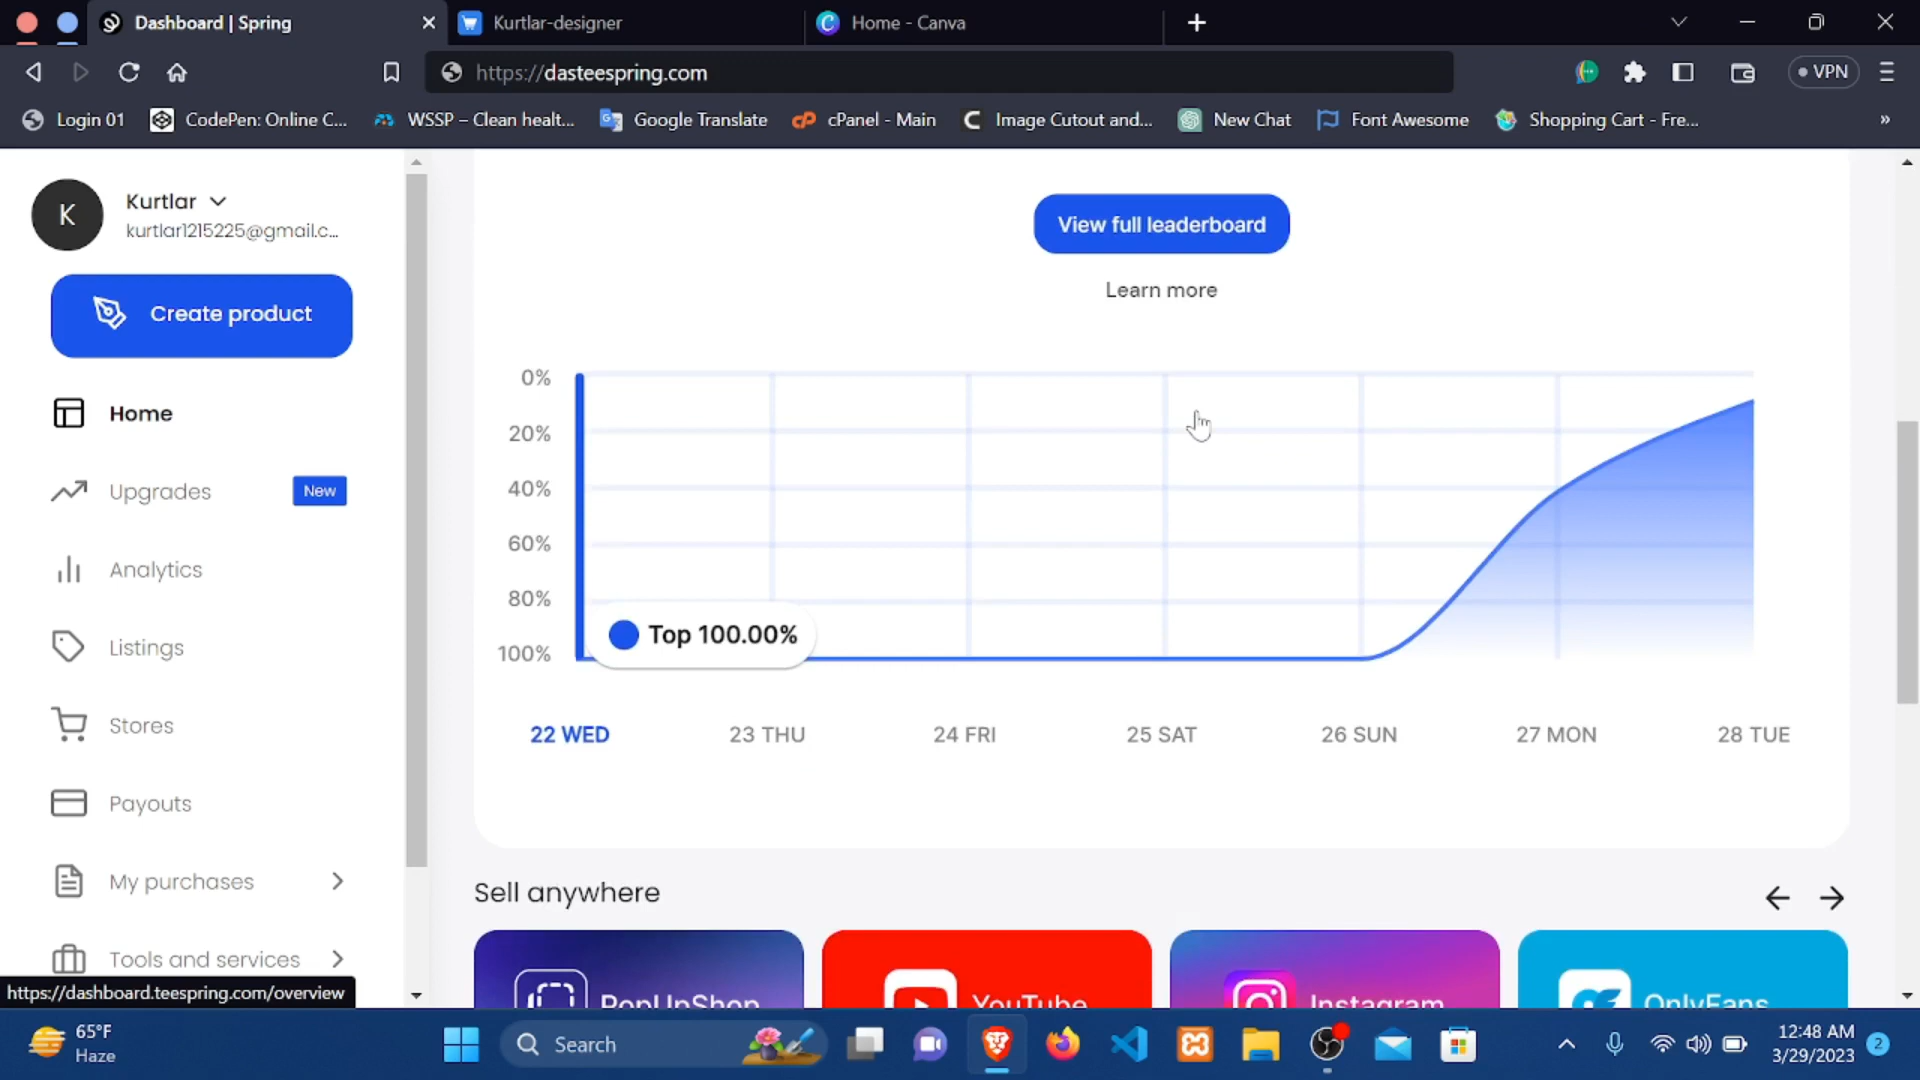 Dashboard | Spring
Kurtlar-designer
Home - Canva
https://dasteespring.com
VPN
Login 01
CodePen: Online C...
WSSP – Clean healt...
Google Translate
cPanel - Main
Image Cutout and...
New Chat
Font Awesome
Shopping Cart - Fre...
»
K
Kurtlar
kurtlar1215225@gmail.c...
Create product
Home
Upgrades
New
Analytics
Listings
Stores
Payouts
My purchases
Tools and services
https://dashboard.teespring.com/overview
View full leaderboard
Learn more
0%
20%
40%
60%
80%
100%
Top 100.00%
22 WED
23 THU
24 FRI
25 SAT
26 SUN
27 MON
28 TUE
Sell anywhere
PopUpShop
YouTube
Instagram
OnlyFans
65°F
Haze
Search
12:48 AM
3/29/2023
2